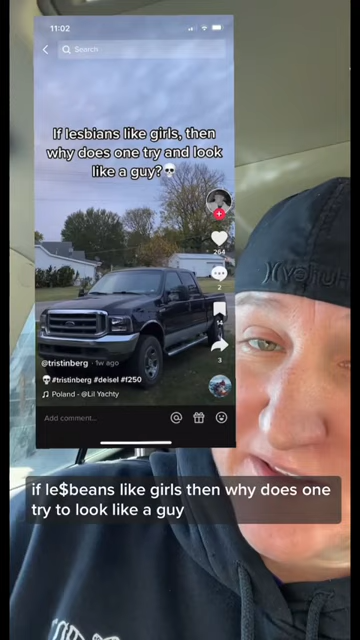 11:02
Search
If lesbians like girls, then
why does one try and look
like a guy?💀
264
2
14
3
@tristinberg · 1w ago
💀#tristinberg #deisel #f250
Poland - @Lil Yachty
Add comment...
if le$beans like girls then why does one
try to look like a guy